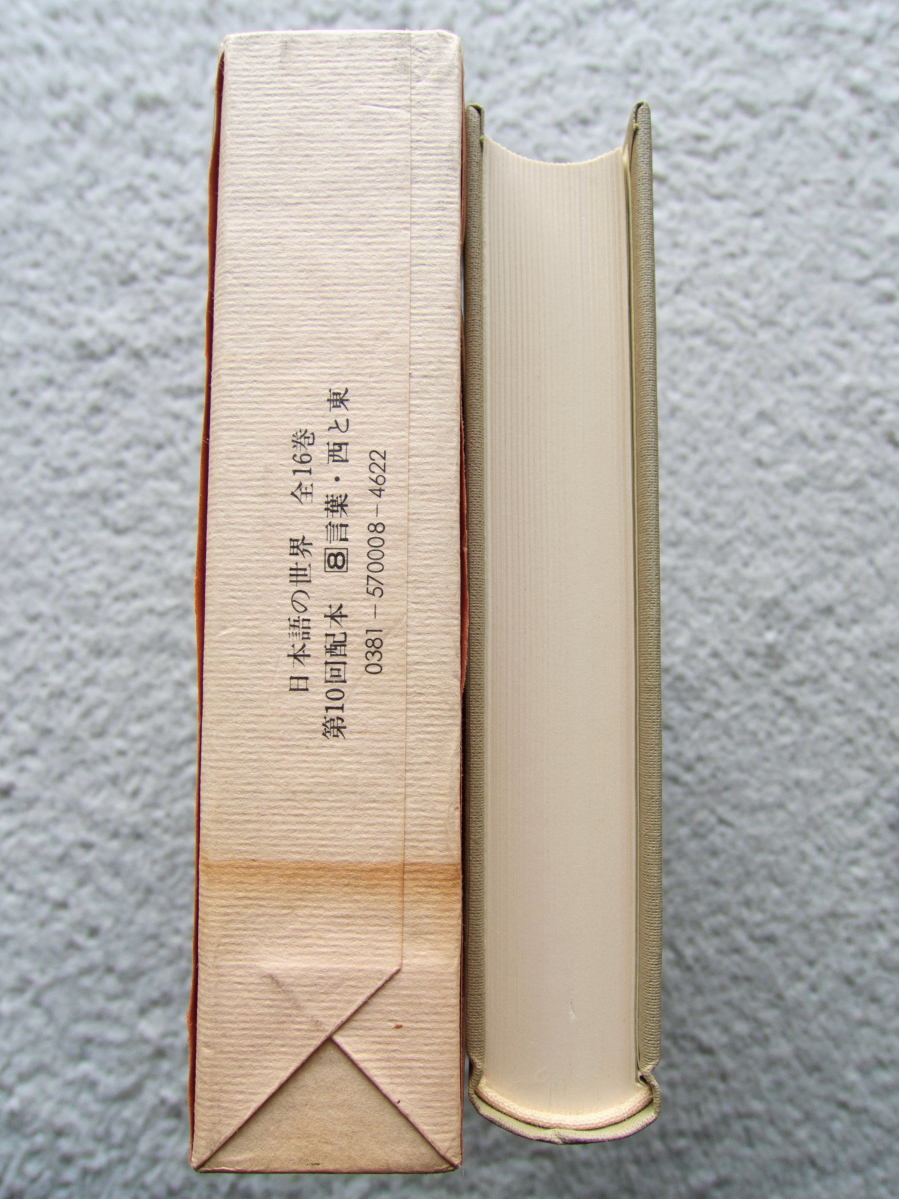 日本語の世界　全16巻
第10回配本　8言葉・西と東
0381－570008－4622